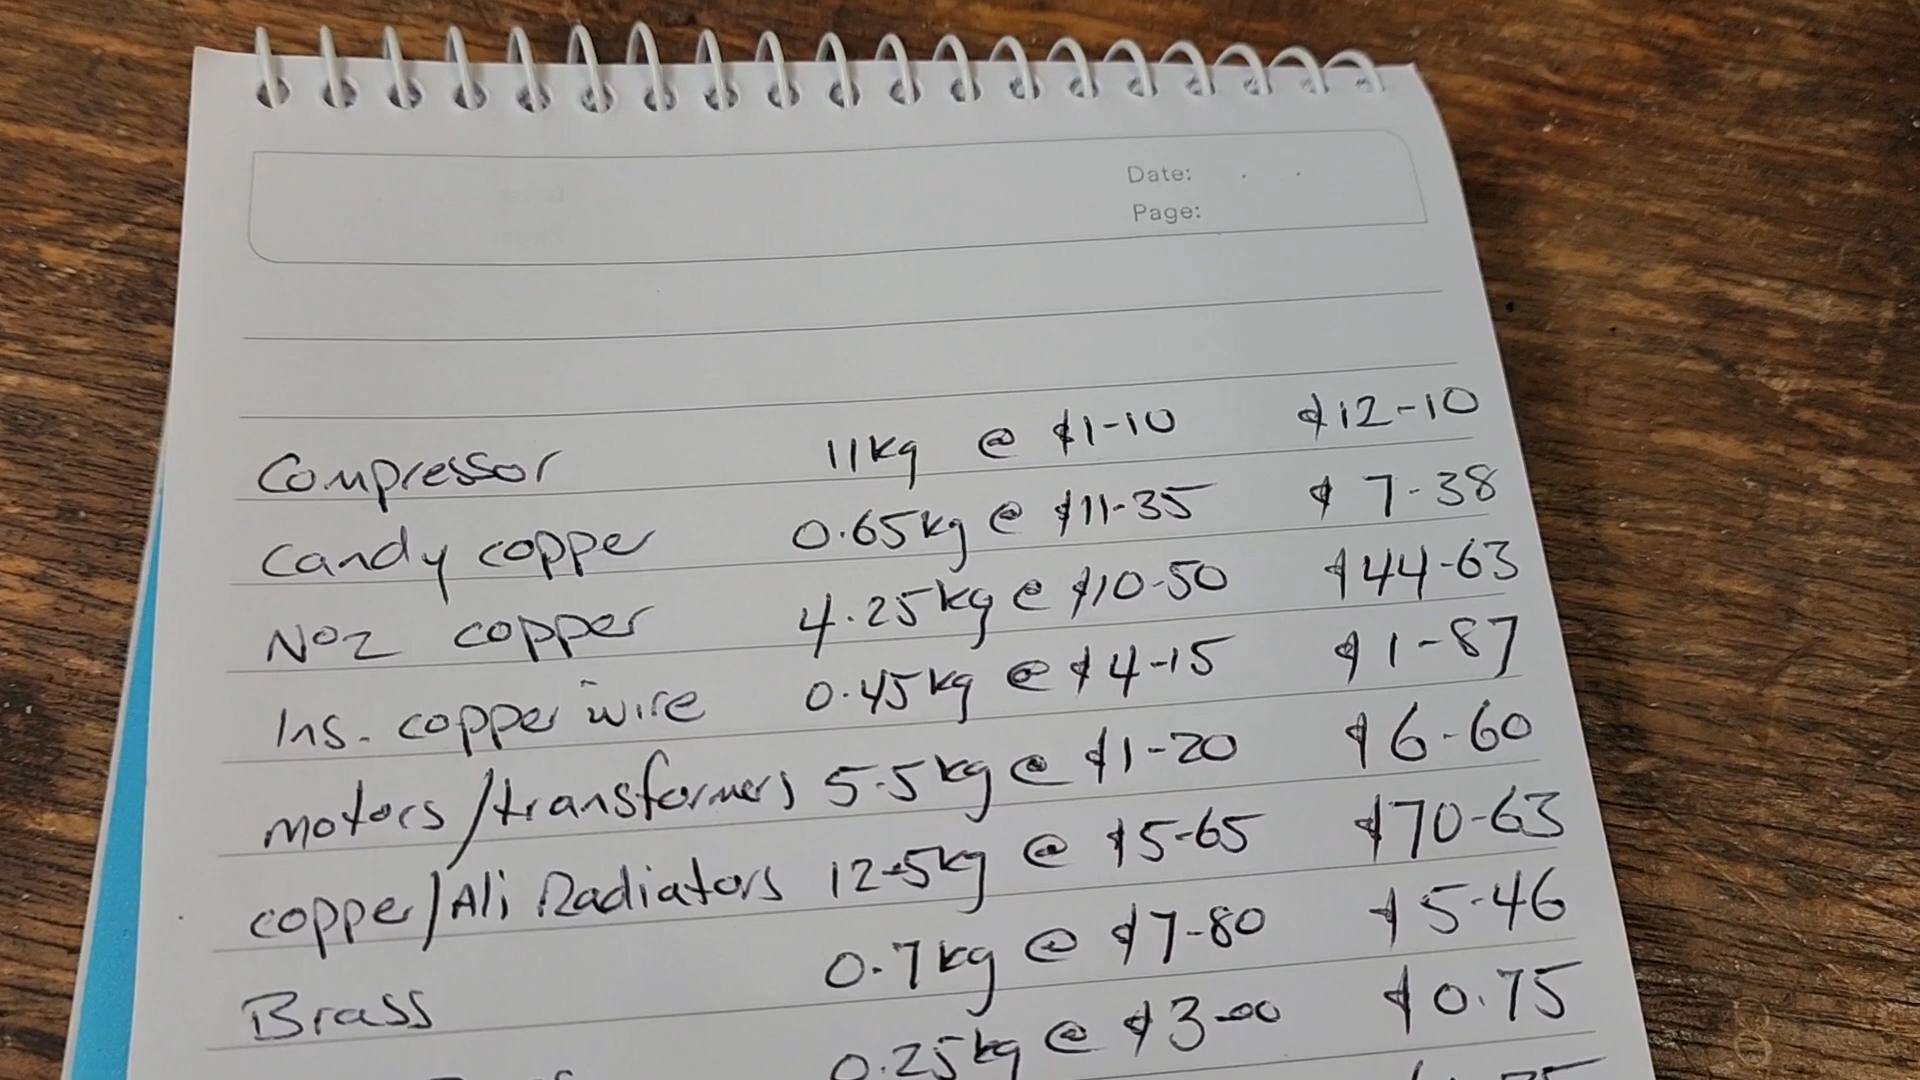 Date: . .
Page:
Compressor 11kg @ $1-10 $12-10
Candy copper 0.65kg @ $11-35 $7-38
No2 copper 4.25kg @ $10-50 $44-63
Ins. copper wire 0.45kg @ $4-15 $1-87
motors/transformers 5.5kg @ $1-20 $6-60
copper/Ali Radiators 12.5kg @ $5-65 $70-63
Brass 0.7kg @ $7-80 $5-46
0.25kg @ $3-00 $0.75